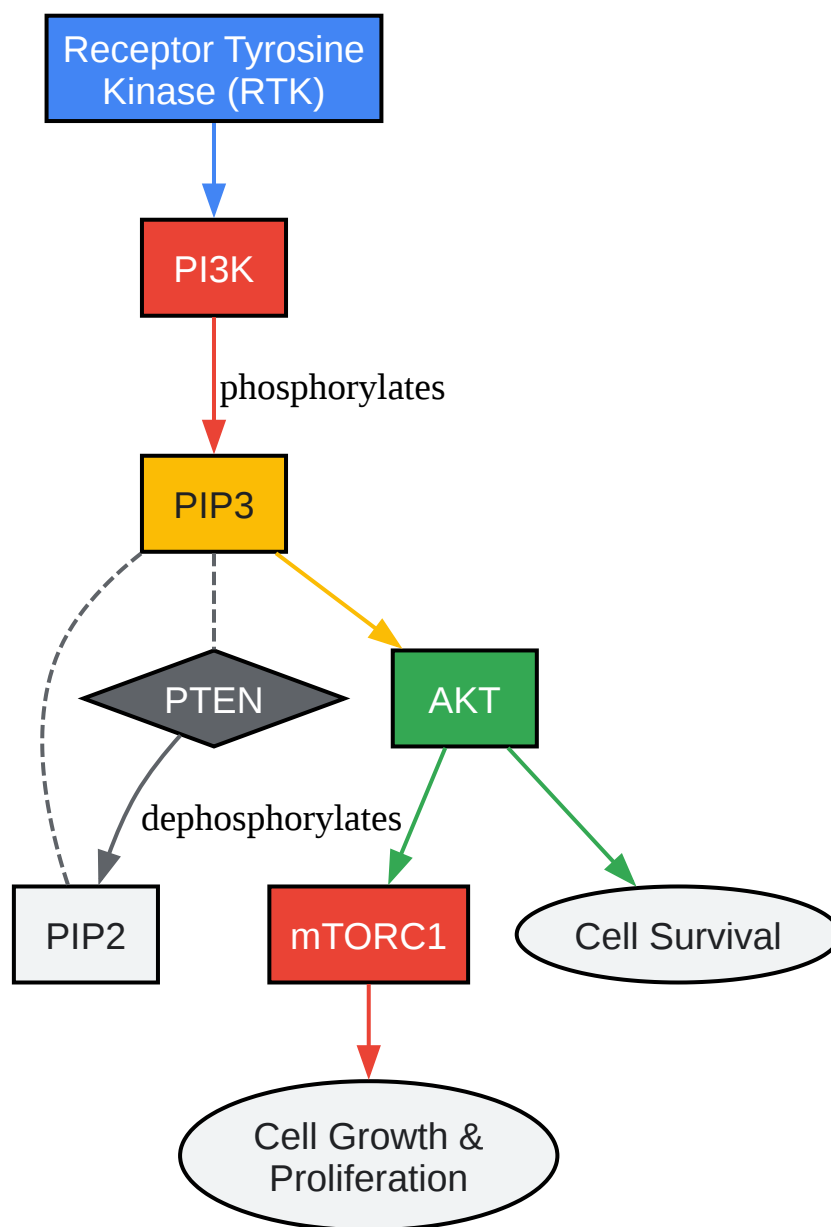 Receptor Tyrosine
Kinase (RTK)
PI3K
phosphorylates
PIP3
PTEN
AKT
dephosphorylates
PIP2
mTORC1
Cell Survival
Cell Growth &
Proliferation